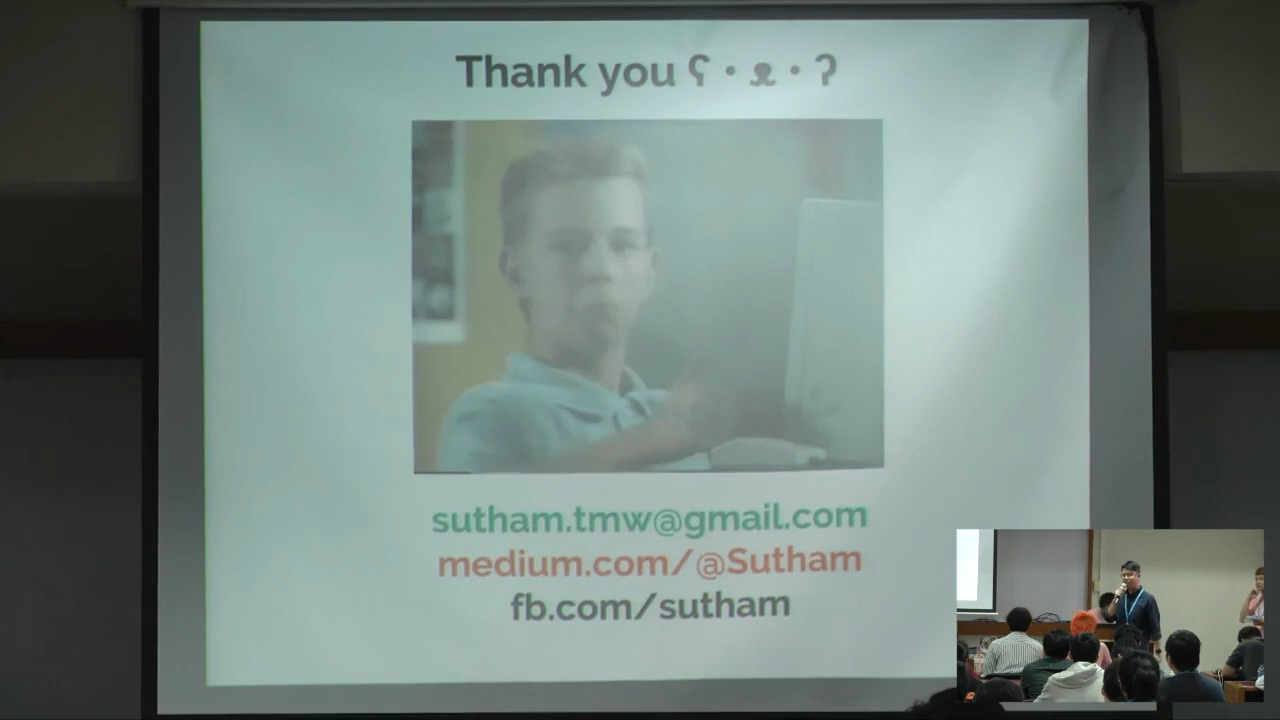 Thank you ʕ • ᴥ • ʔ
sutham.tmw@gmail.com
medium.com/@Sutham
fb.com/sutham